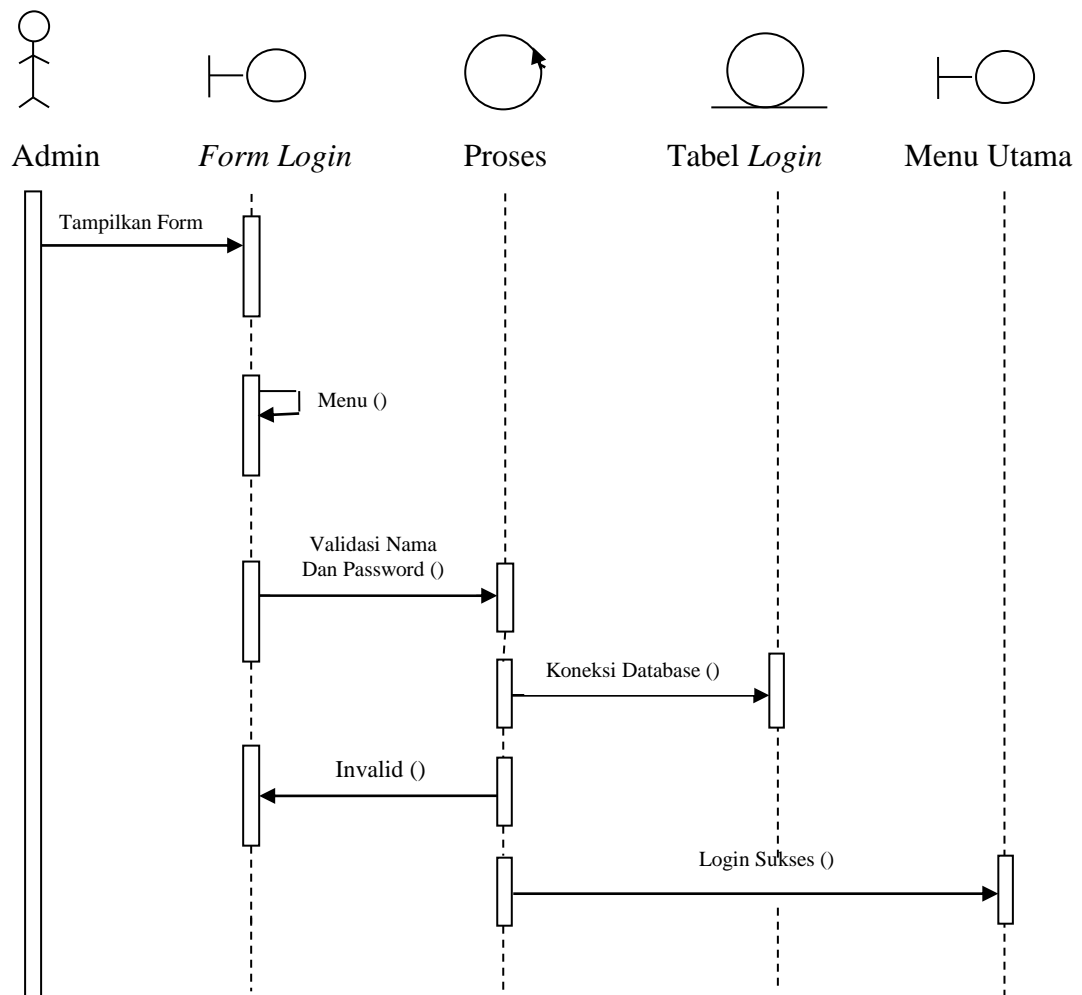 Admin
Form Login
Proses
Tabel Login
Menu Utama
Tampilkan Form
Menu ()
Validasi Nama
Dan Password ()
Koneksi Database ()
Invalid ()
Login Sukses ()